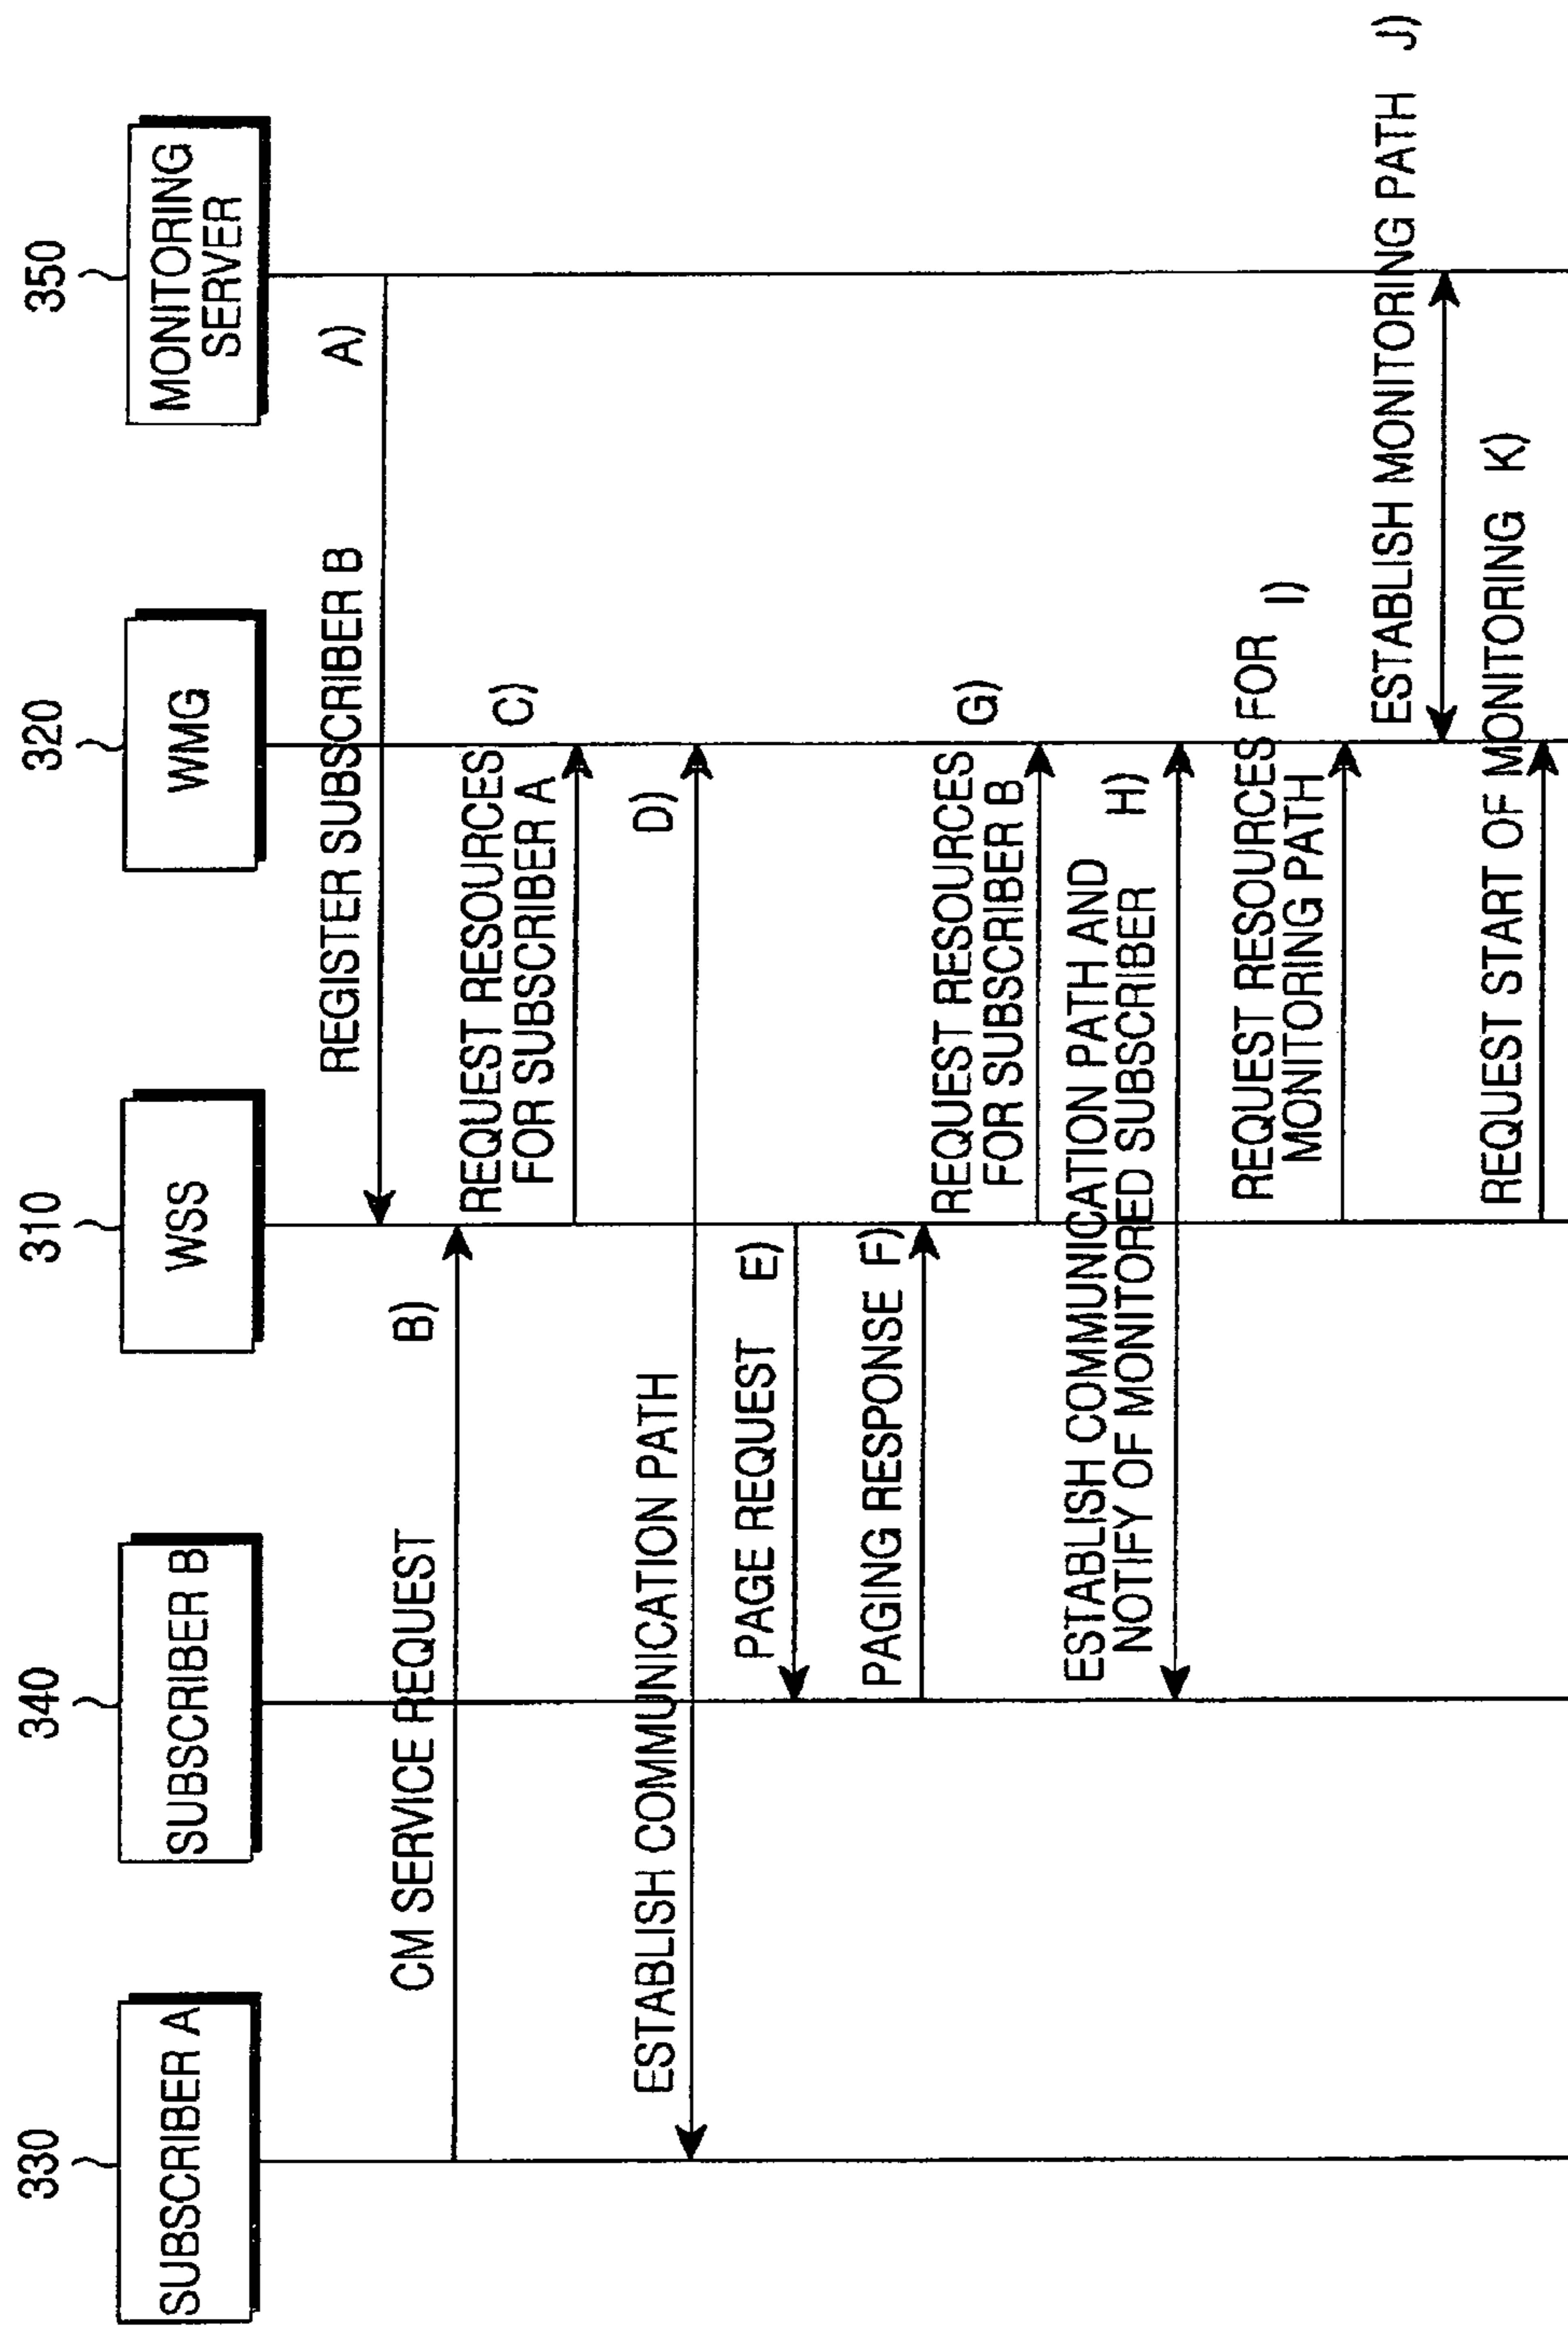 330
340
310
320
350
SUBSCRIBER A
SUBSCRIBER B
WSS
WMG
MONITORING
SERVER
REGISTER SUBSCRIBER B
A)
CM SERVICE REQUEST
B)
REQUEST RESOURCES
FOR SUBSCRIBER A
C)
ESTABLISH COMMUNICATION PATH
D)
PAGE REQUEST
E)
PAGING RESPONSE
F)
REQUEST RESOURCES
FOR SUBSCRIBER B
G)
ESTABLISH COMMUNICATION PATH AND
NOTIFY OF MONITORED SUBSCRIBER
H)
REQUEST RESOURCES FOR
MONITORING PATH
I)
ESTABLISH MONITORING PATH
J)
REQUEST START OF MONITORING
K)